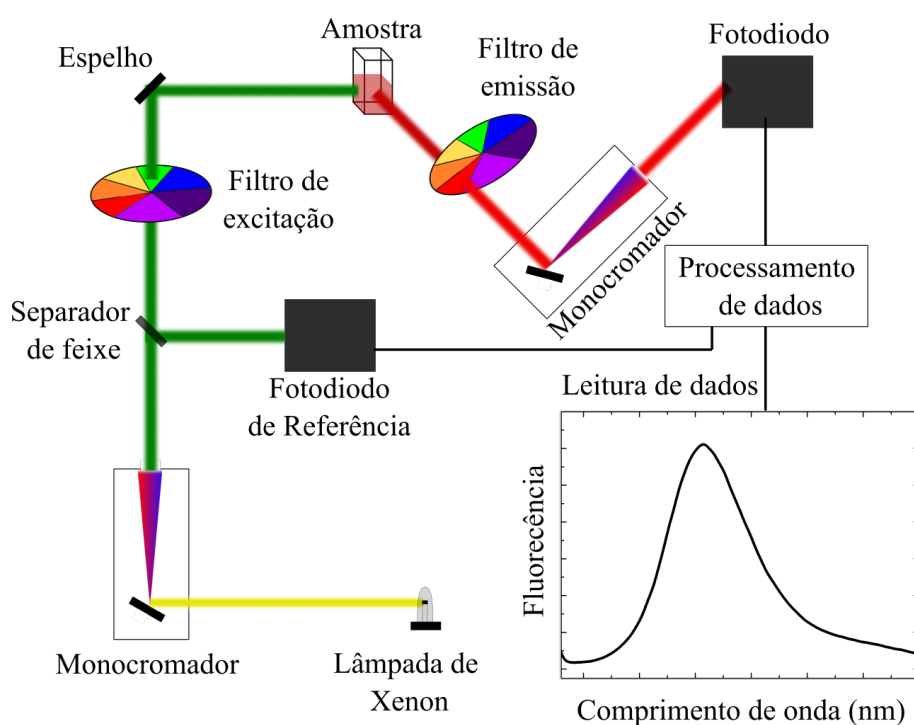 Amostra
Espelho
Filtro de
emissão
Fotodiodo
Filtro de
excitação
Monocromador
Processamento
de dados
Separador
de feixe
Fotodiodo
de Referência
Leitura de dados
Fluorecência
Monocromador
Lâmpada de
Xenon
Comprimento de onda (nm)